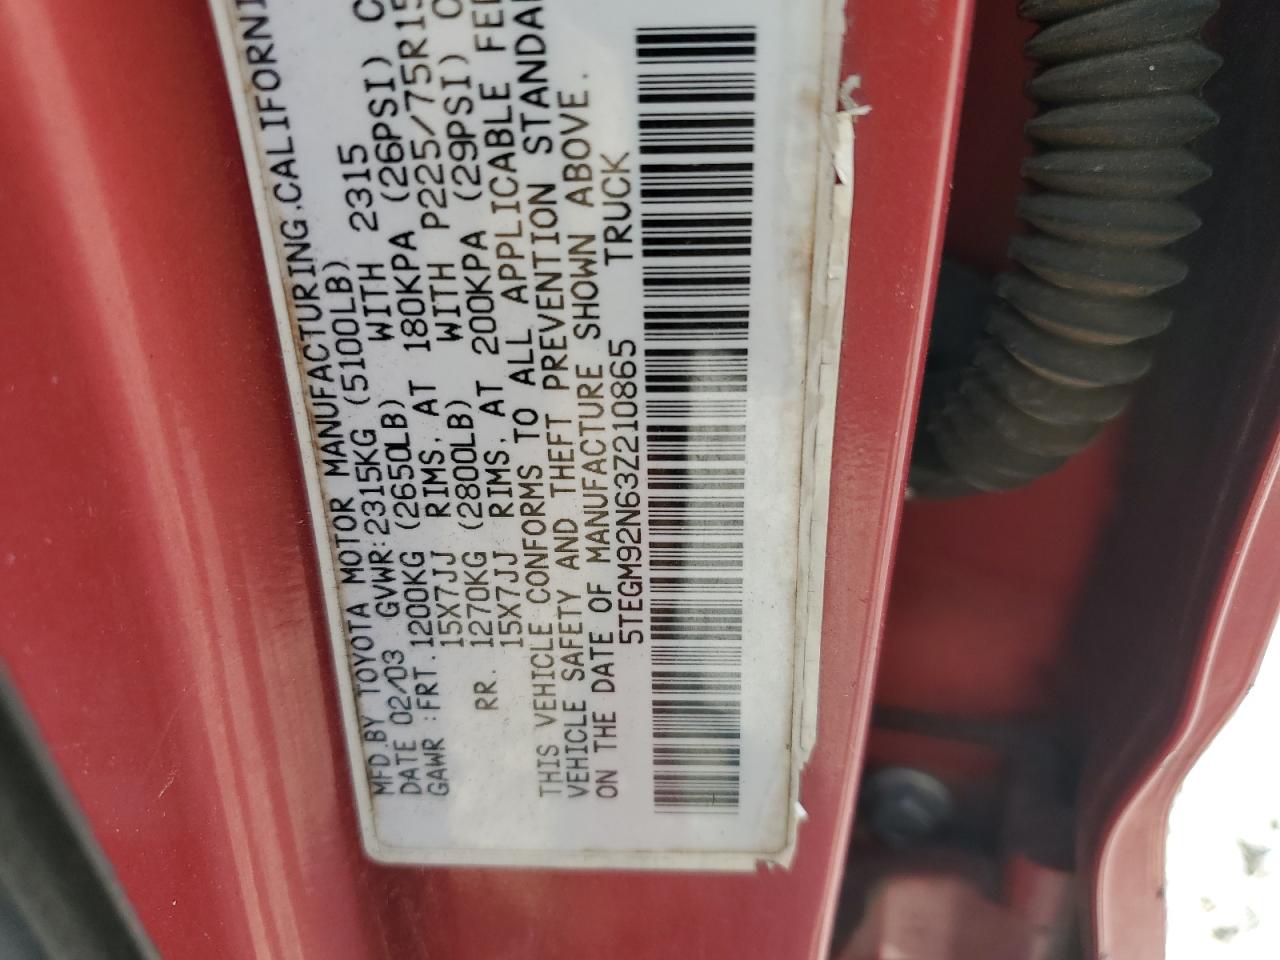 MFD.BY TOYOTA MOTOR MANUFACTURING.CALIFORNI
DATE 02/03 GVWR:2315KG (5100LB)
GAWR :FRT.1200KG (2650LB) WITH 2315
15X7JJ RIMS, AT 180KPA (26PSI) C
RR. 1270KG (2800LB) WITH P225/75R15
15X7JJ RIMS, AT 200KPA (29PSI) C
THIS VEHICLE CONFORMS TO ALL APPLICABLE FED
VEHICLE SAFETY AND THEFT PREVENTION STANDA
ON THE DATE OF MANUFACTURE SHOWN ABOVE.
5TEGM92N63Z210865 TRUCK